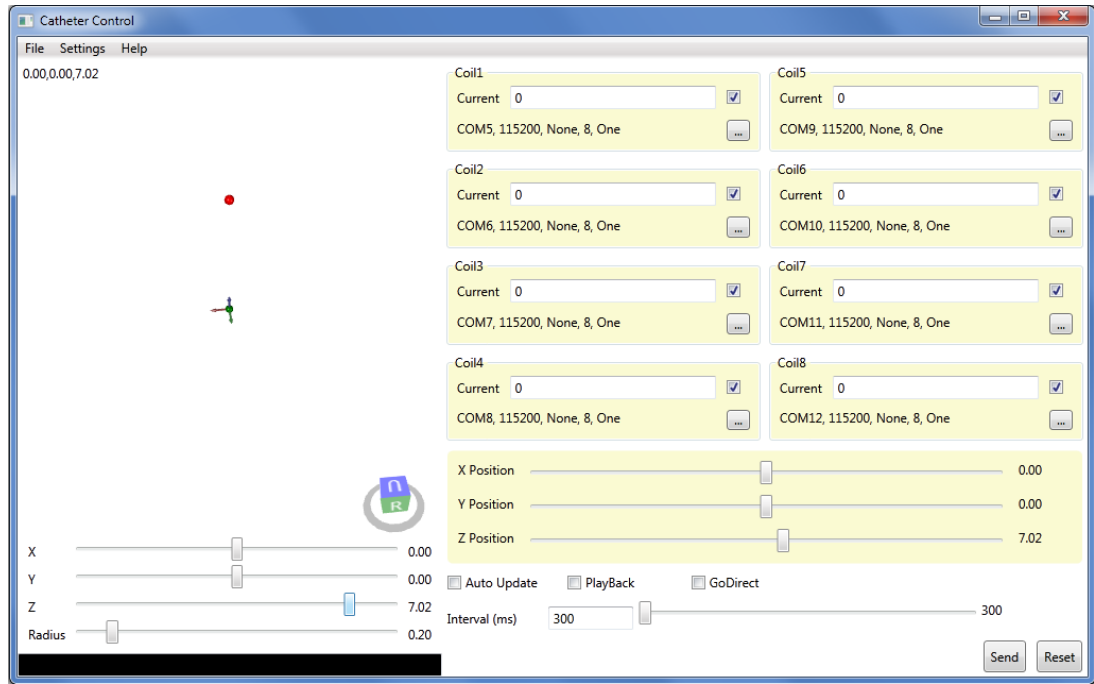 Catheter Control
File Settings Help
0.00,0.00,7.02
U
R
X 0.00
Y 0.00
Z 7.02
Radius 0.20
Coil1
Current 0
COM5, 115200, None, 8, One
...
Coil2
Current 0
COM6, 115200, None, 8, One
...
Coil3
Current 0
COM7, 115200, None, 8, One
...
Coil4
Current 0
COM8, 115200, None, 8, One
...
Coil5
Current 0
COM9, 115200, None, 8, One
...
Coil6
Current 0
COM10, 115200, None, 8, One
...
Coil7
Current 0
COM11, 115200, None, 8, One
...
Coil8
Current 0
COM12, 115200, None, 8, One
...
X Position 0.00
Y Position 0.00
Z Position 7.02
Auto Update PlayBack GoDirect
Interval (ms) 300 300
Send Reset